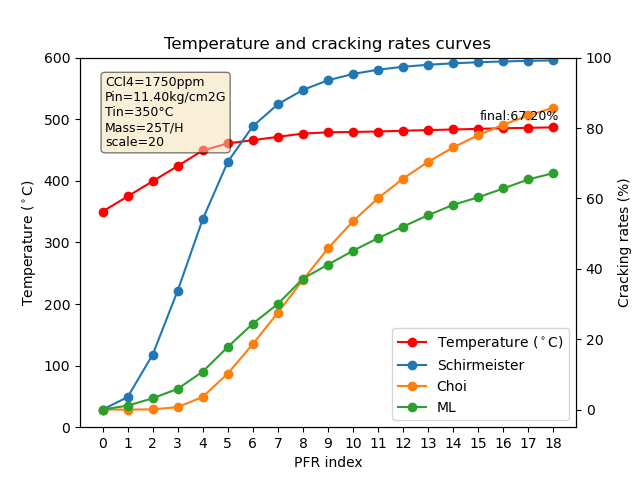 Temperature and cracking rates curves
CCl4=1750ppm
Pin=11.40kg/cm2G
Tin=350°C
Mass=25T/H
scale=20
final:67.20%
600
500
400
300
200
100
0
Temperature (°C)
100
80
60
40
20
0
Cracking rates (%)
Temperature (°C)
Schirmeister
Choi
ML
0 1 2 3 4 5 6 7 8 9 10 11 12 13 14 15 16 17 18
PFR index